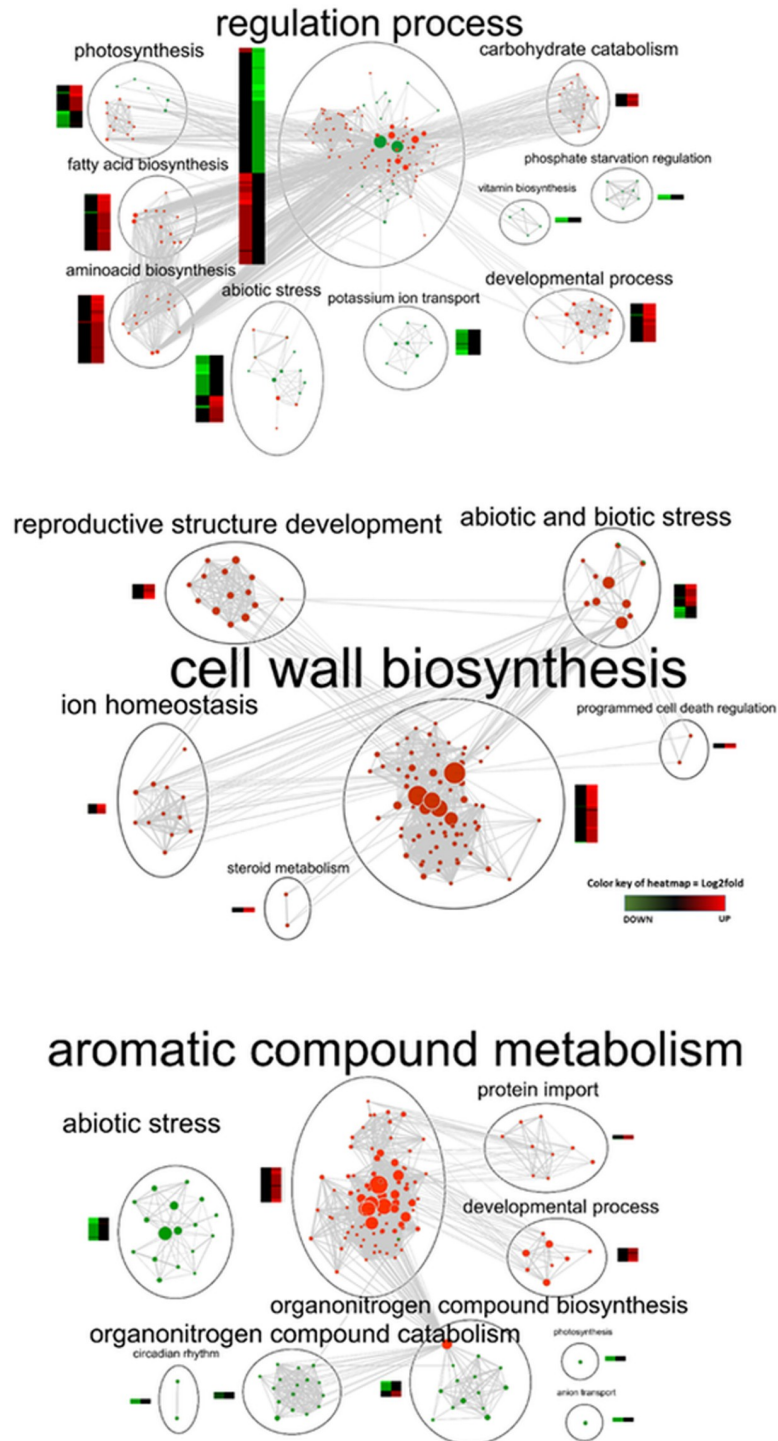 regulation process
photosynthesis
carbohydrate catabolism
fatty acid biosynthesis
phosphate starvation regulation
vitamin biosynthesis
aminoacid biosynthesis
abiotic stress
potassium ion transport
developmental process
reproductive structure development
abiotic and biotic stress
cell wall biosynthesis
ion homeostasis
programmed cell death regulation
steroid metabolism
Color key of heatmap = Log2fold
DOWN UP
aromatic compound metabolism
protein import
abiotic stress
developmental process
organonitrogen compound biosynthesis
organonitrogen compound catabolism
photosynthesis
circadian rhythm
anion transport